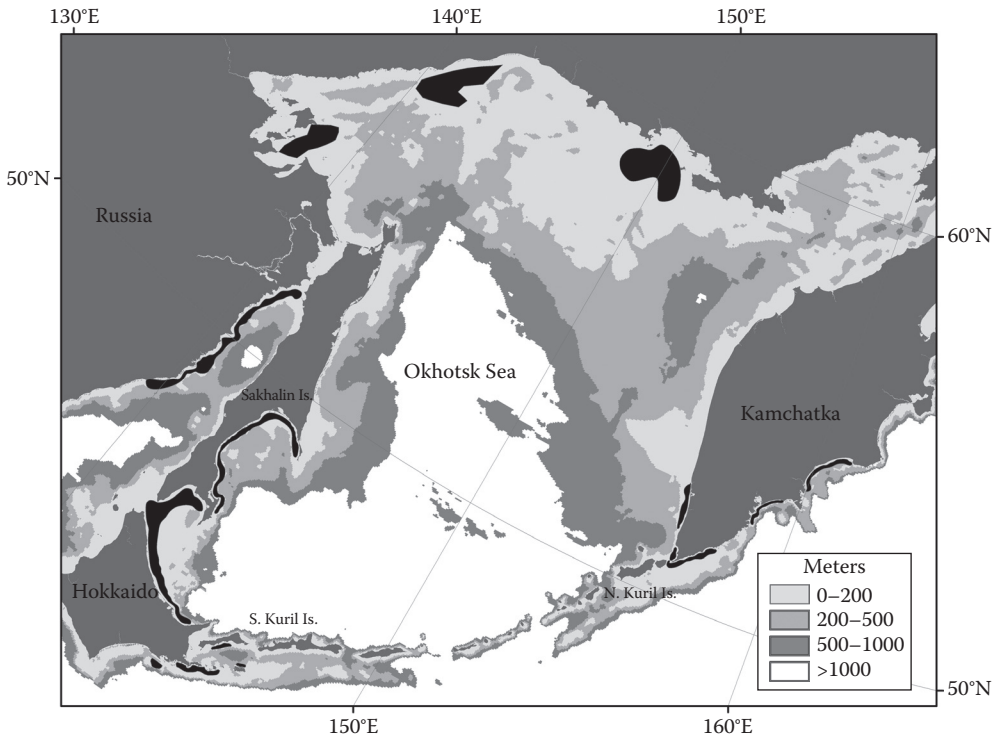 130°E
140°E
150°E
50°N
Russia
60°N
Okhotsk Sea
Sakhalin Is.
Kamchatka
Meters
0–200
200–500
500–1000
>1000
Hokkaido
N. Kuril Is.
S. Kuril Is.
50°N
150°E
160°E